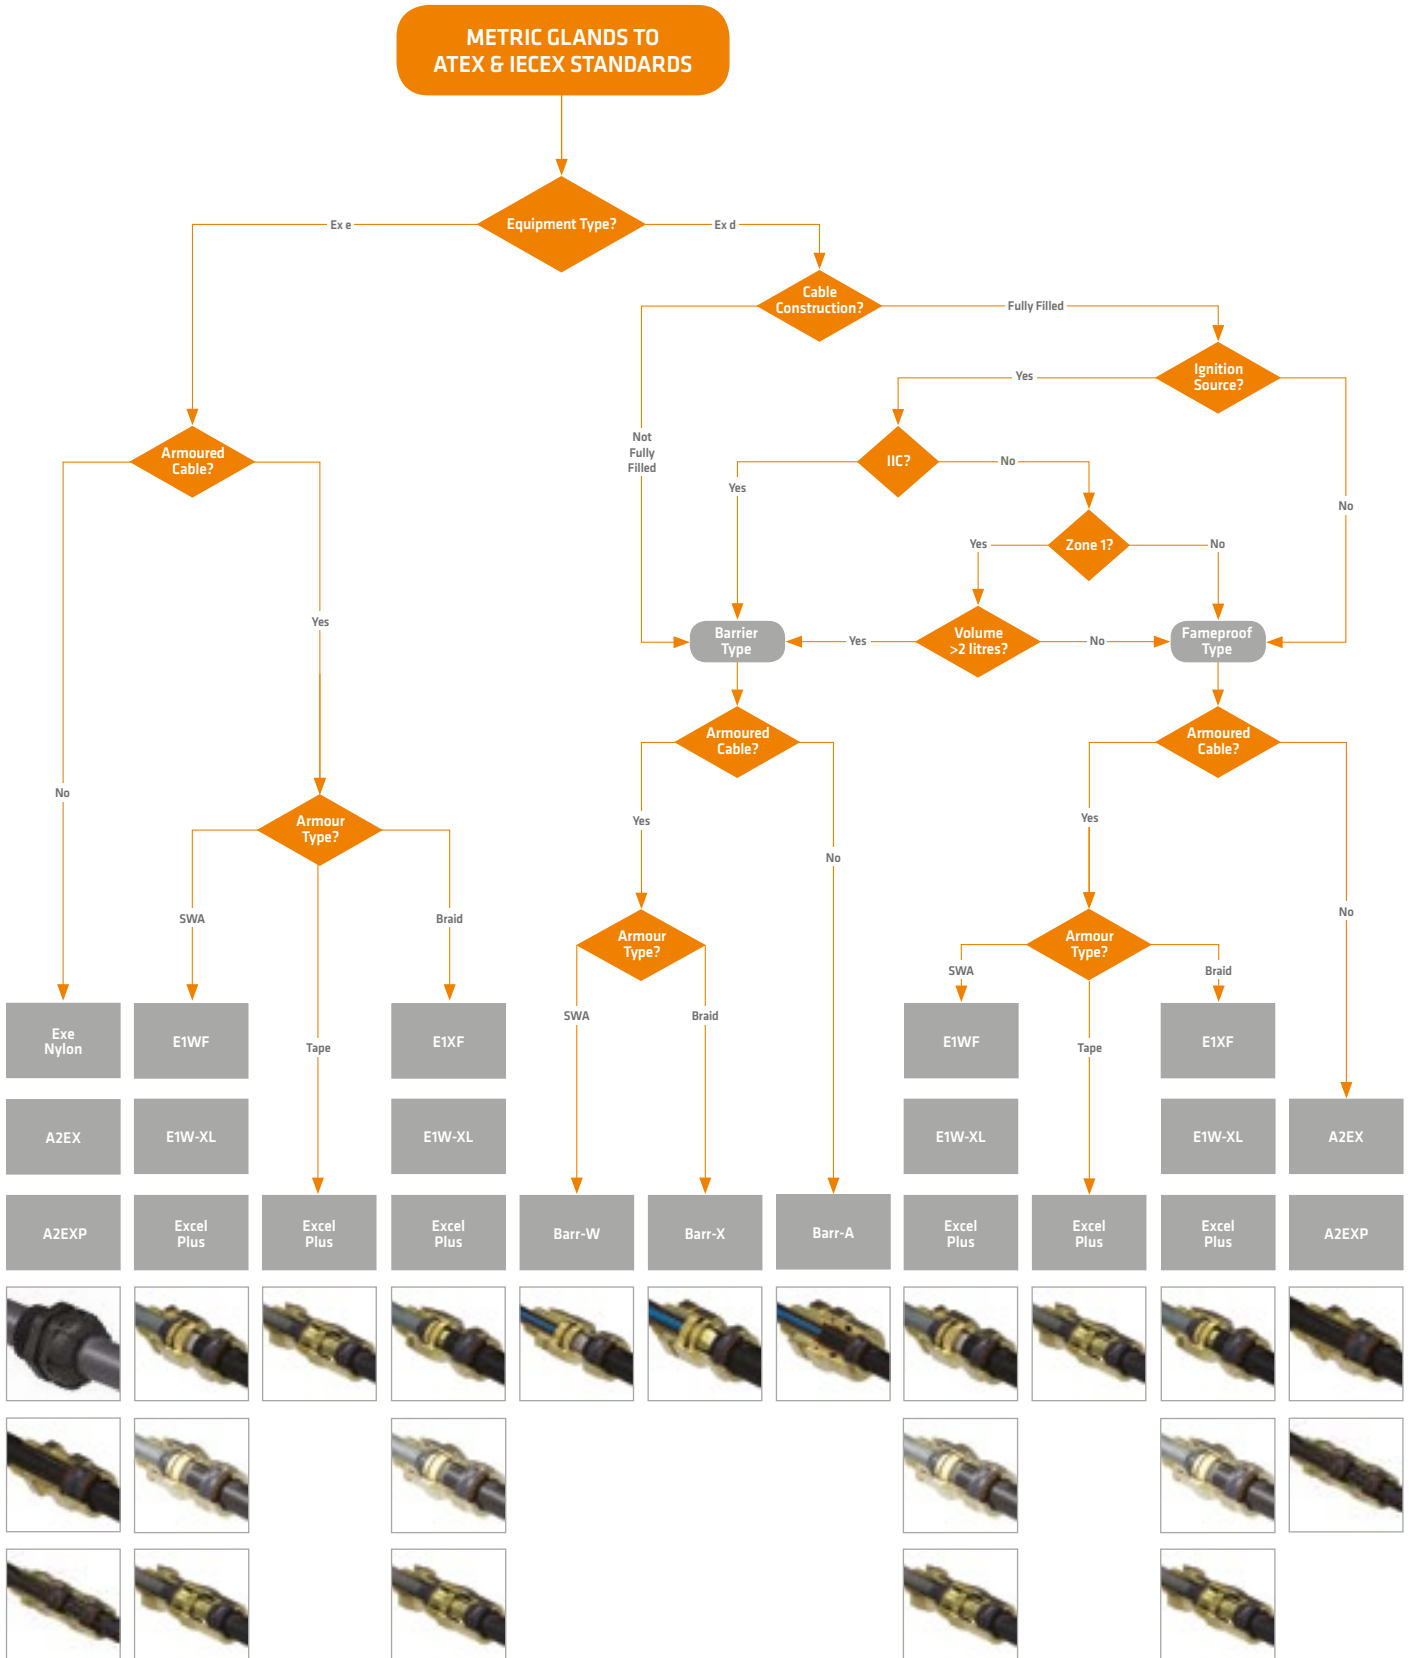 METRIC GLANDS TO
ATEX & IECEX STANDARDS
Equipment Type?
Ex e
Ex d
Cable
Construction?
Fully Filled
Ignition
Source?
Yes
Not
Fully
Filled
Armoured
Cable?
IIC?
No
Yes
No
Zone 1?
Yes
No
Yes
Barrier
Type
Yes
Volume
>2 litres?
No
Fameproof
Type
Armoured
Cable?
Armoured
Cable?
No
Armour
Type?
Yes
No
Yes
SWA
Braid
No
Armour
Type?
Armour
Type?
SWA
Braid
SWA
Braid
Tape
Tape
Exe
Nylon
E1WF
E1XF
E1WF
E1XF
A2EX
E1W-XL
E1W-XL
E1W-XL
E1W-XL
A2EX
A2EXP
Excel
Plus
Excel
Plus
Excel
Plus
Barr-W
Barr-X
Barr-A
Excel
Plus
Excel
Plus
Excel
Plus
A2EXP